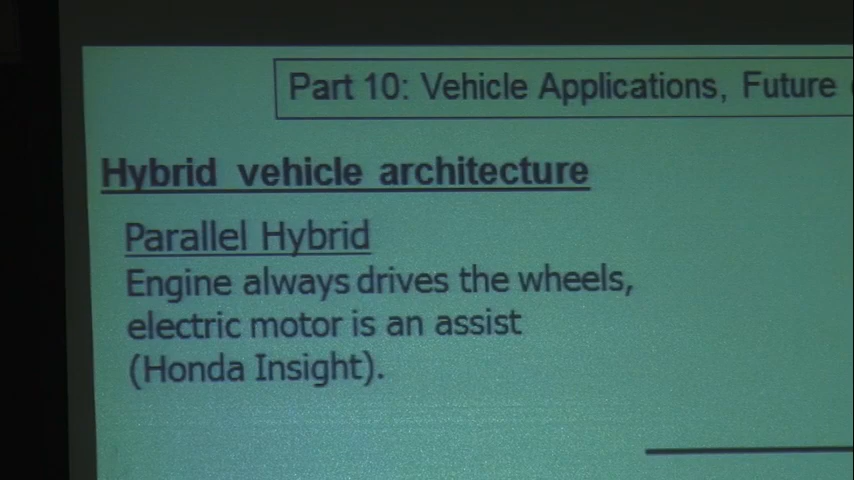 Part 10: Vehicle Applications, Future
Hybrid vehicle architecture
Parallel Hybrid
Engine always drives the wheels,
electric motor is an assist
(Honda Insight).